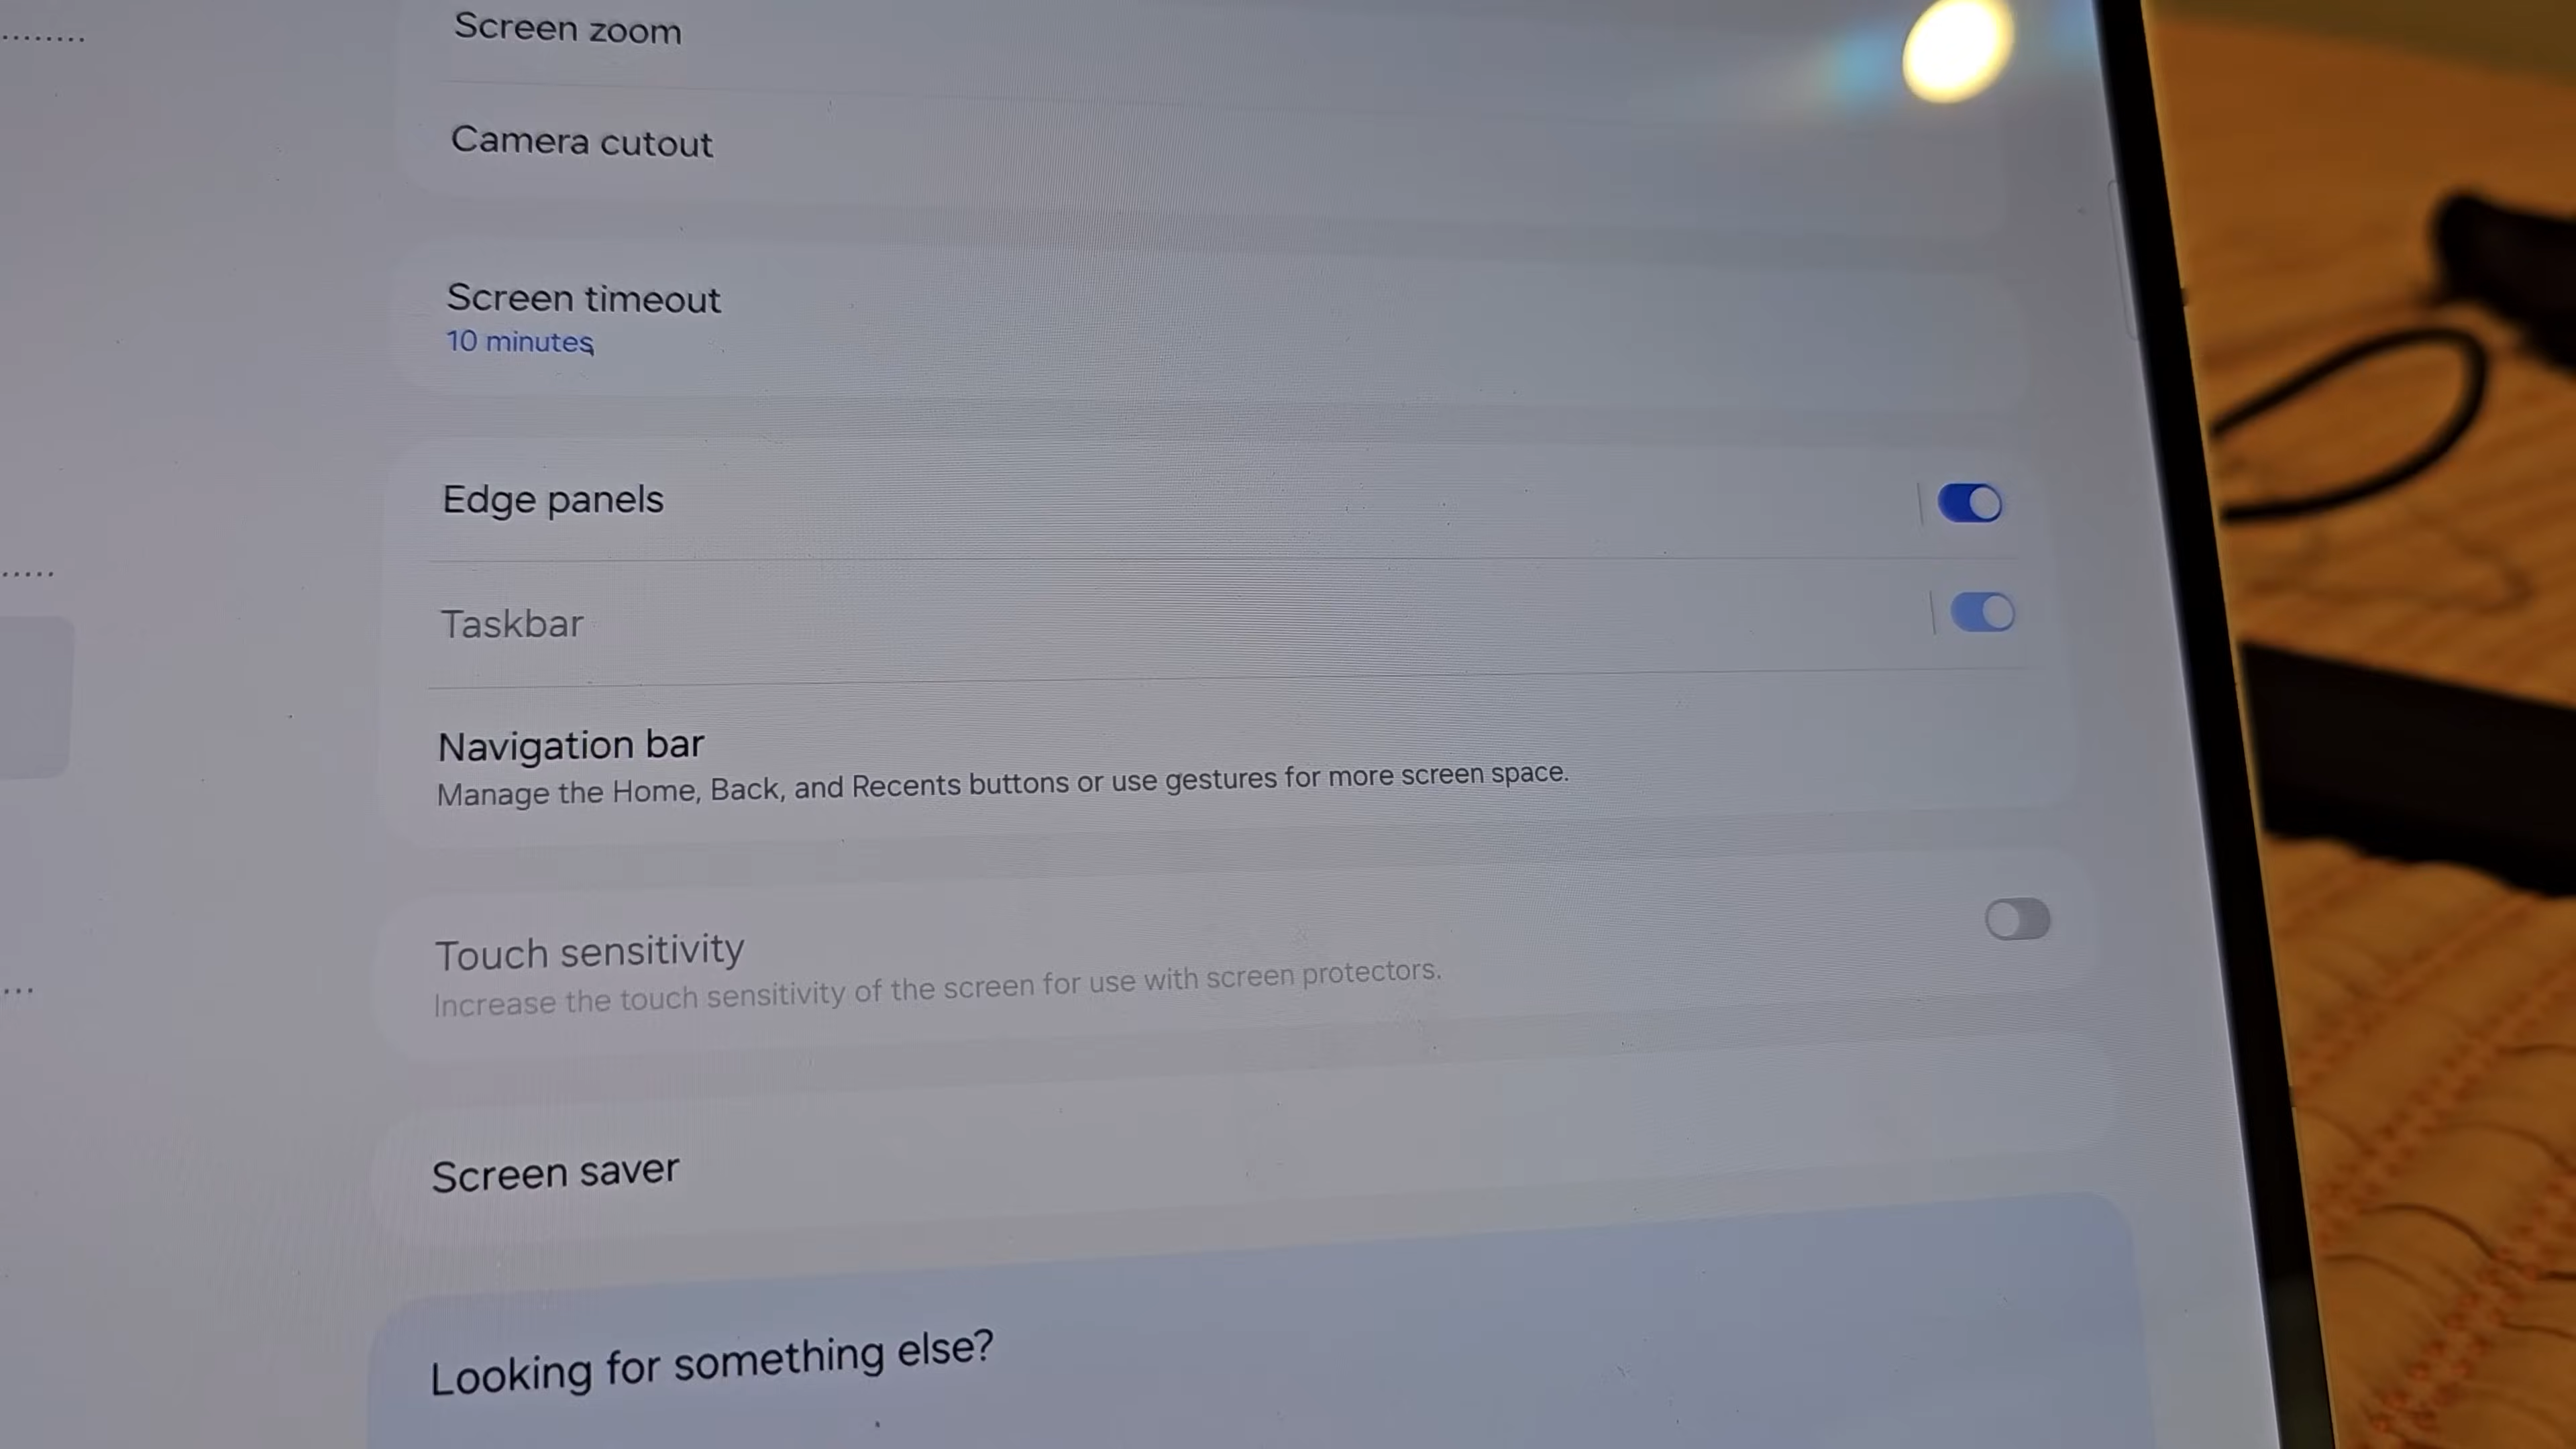 Screen zoom
Camera cutout
Screen timeout
10 minutes
Edge panels
Taskbar
Navigation bar
Manage the Home, Back, and Recents buttons or use gestures for more screen space.
Touch sensitivity
Increase the touch sensitivity of the screen for use with screen protectors.
Screen saver
Looking for something else?